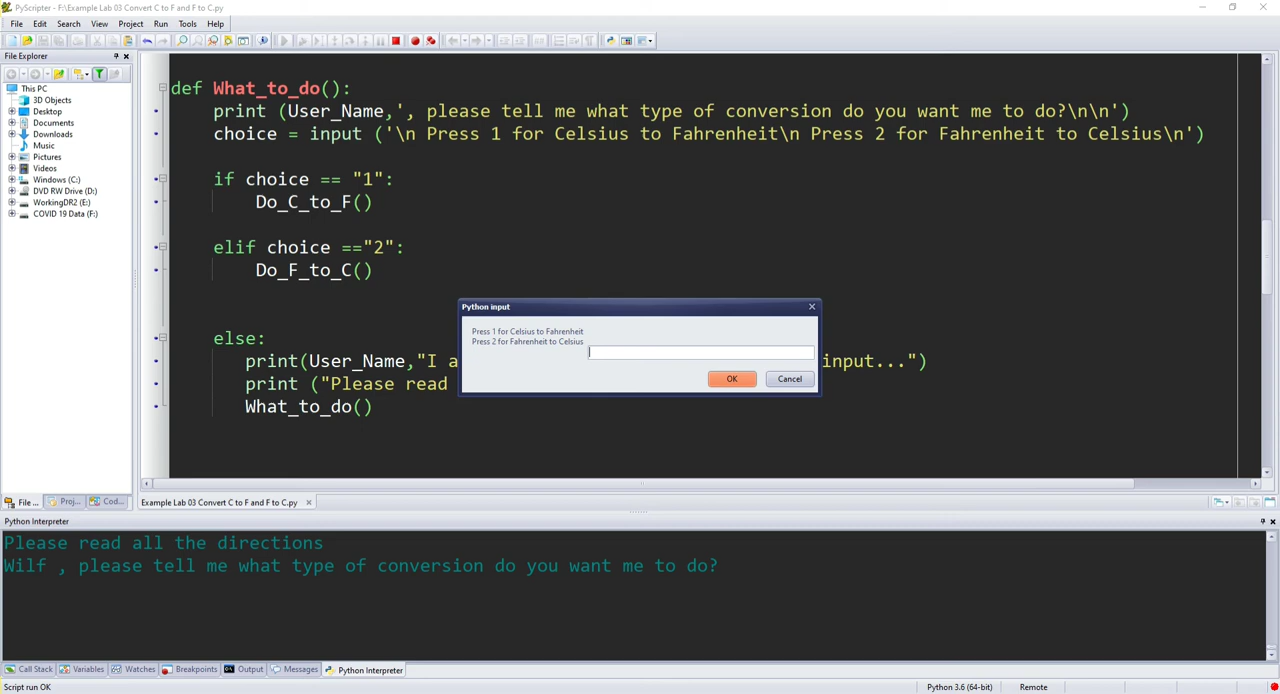 PyScripter - F:\Example Lab 03 Convert C to F and F to C.py
File Edit Search View Project Run Tools Help
File Explorer
This PC
3D Objects
Desktop
Documents
Downloads
Music
Pictures
Videos
Windows (C:)
DVD RW Drive (D:)
WorkingDR2 (E:)
COVID 19 Data (F:)
File ... Proj... Cod...
def What_to_do():
print (User_Name,', please tell me what type of conversion do you want me to do?\n\n')
choice = input ('\n Press 1 for Celsius to Fahrenheit\n Press 2 for Fahrenheit to Celsius\n')
if choice == "1":
Do_C_to_F()
elif choice =="2":
Do_F_to_C()
else:
print(User_Name,"I a input...")
print ("Please read
What_to_do()
Python input
Press 1 for Celsius to Fahrenheit
Press 2 for Fahrenheit to Celsius
OK Cancel
Example Lab 03 Convert C to F and F to C.py
Python Interpreter
Please read all the directions
Wilf , please tell me what type of conversion do you want me to do?
Call Stack Variables Watches Breakpoints Output Messages Python Interpreter
Script run OK Python 3.6 (64-bit) Remote